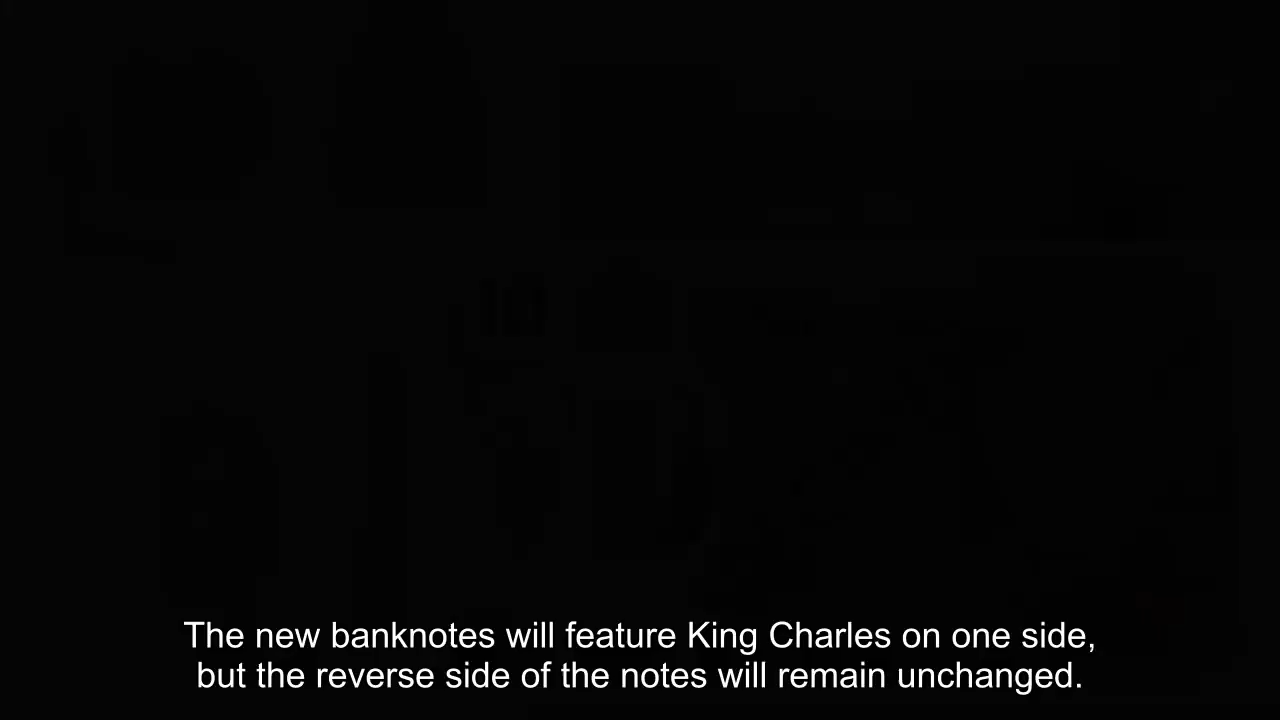 The new banknotes will feature King Charles on one side,
but the reverse side of the notes will remain unchanged.